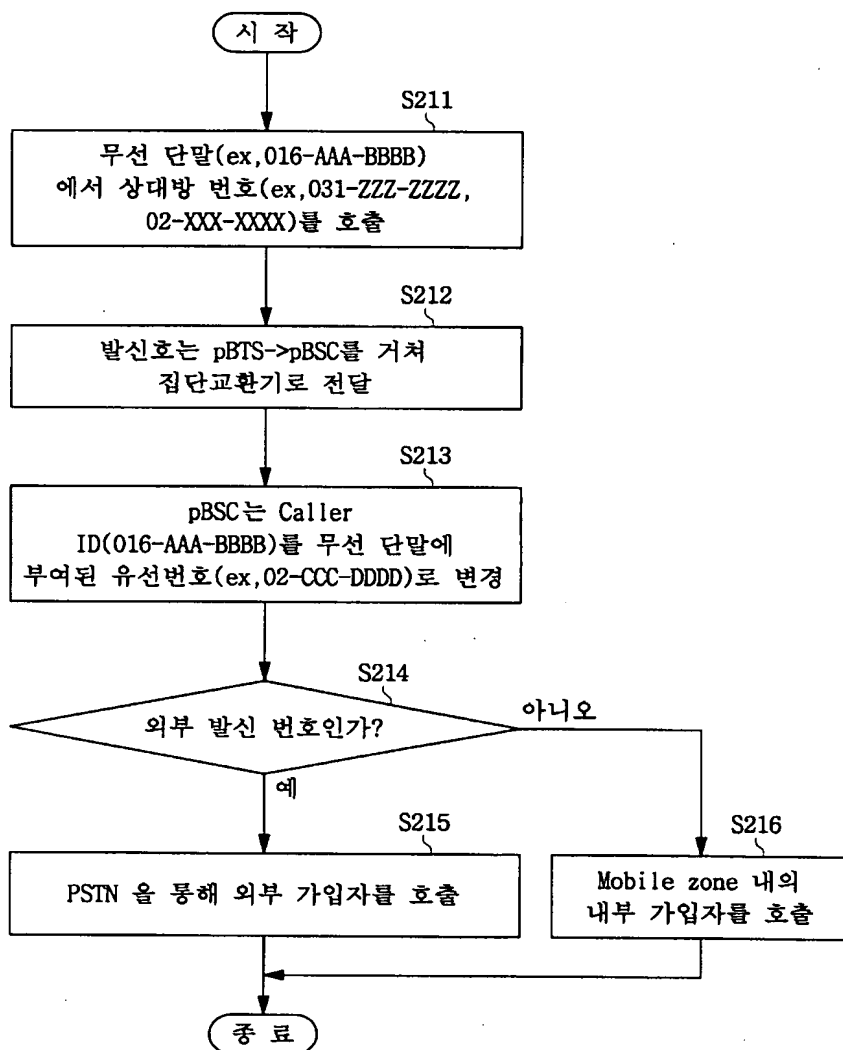 시 작
S211
무선 단말(ex,016-AAA-BBBB)
에서 상대방 번호(ex,031-ZZZ-ZZZZ,
02-XXX-XXXX)를 호출
S212
발신호는 pBTS->pBSC를 거쳐
집단교환기로 전달
S213
pBSC는 Caller
ID(016-AAA-BBBB)를 무선 단말에
부여된 유선번호(ex,02-CCC-DDDD)로 변경
S214
외부 발신 번호인가?
아니오
예
S215
PSTN 을 통해 외부 가입자를 호출
S216
Mobile zone 내의
내부 가입자를 호출
종 료